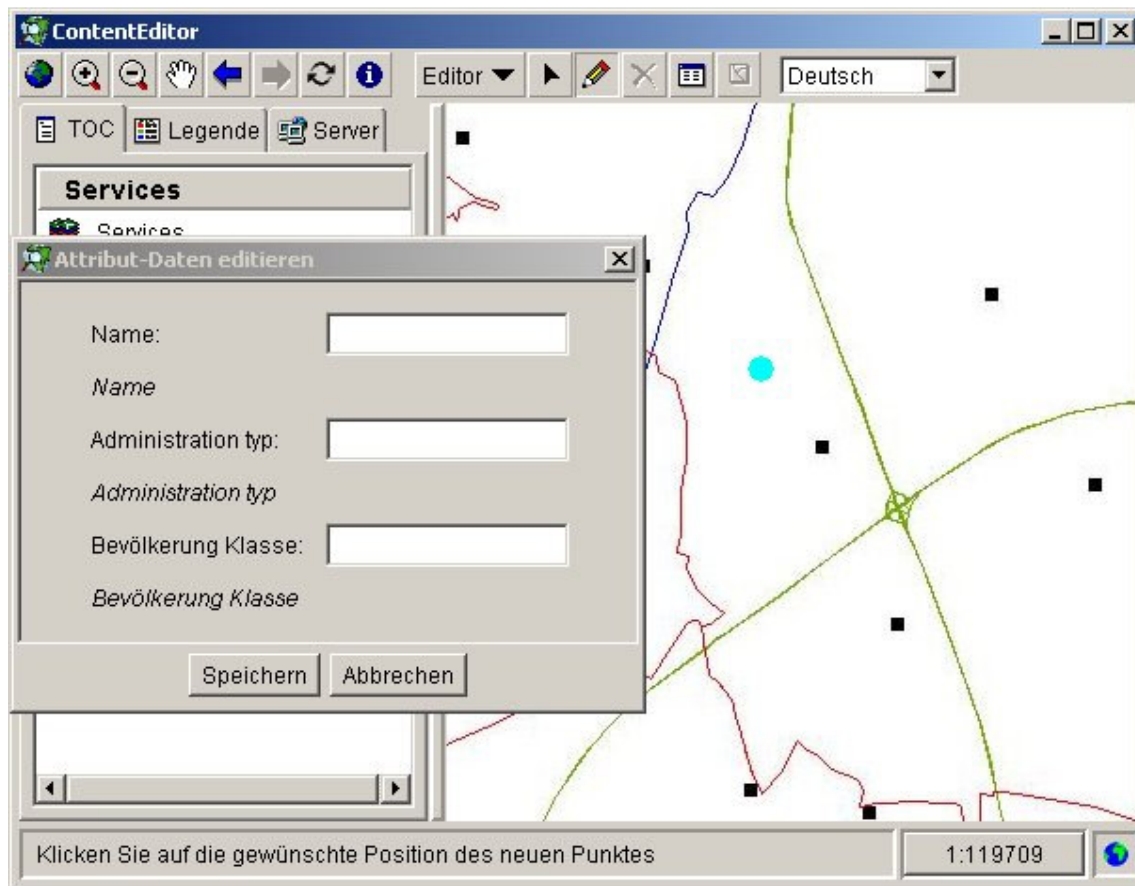 ContentEditor
Editor Deutsch
TOC Legende Server
Services
Services
Attribut-Daten editieren
Name:
Name
Administration typ:
Administration typ
Bevölkerung Klasse:
Bevölkerung Klasse
Speichern Abbrechen
Klicken Sie auf die gewünschte Position des neuen Punktes 1:119709